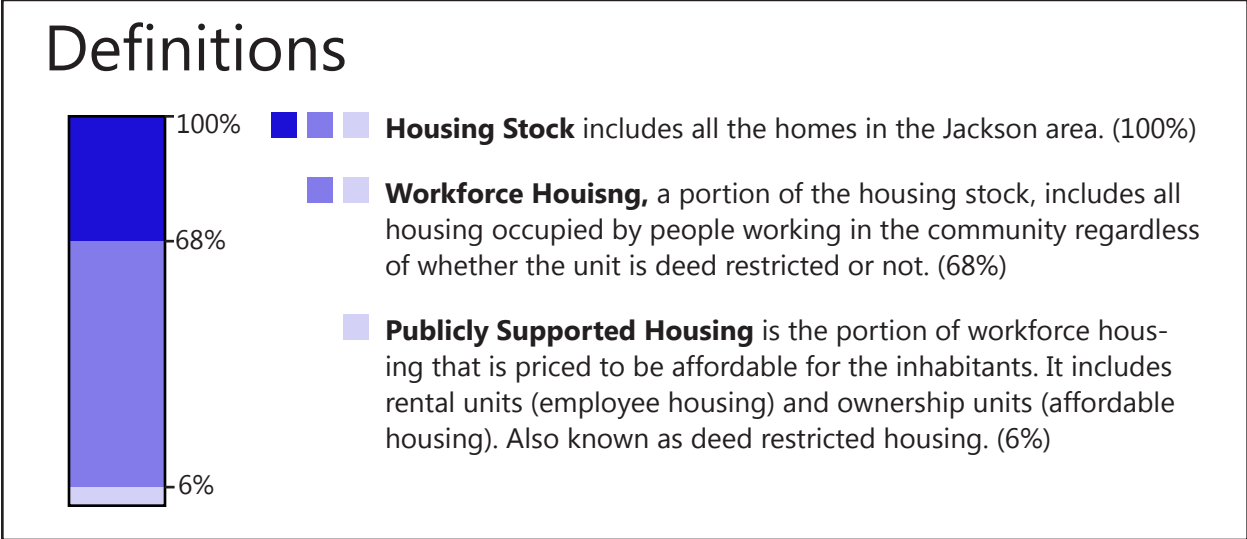 Definitions
100%
Housing Stock includes all the homes in the Jackson area. (100%)
Workforce Houisng, a portion of the housing stock, includes all
housing occupied by people working in the community regardless
of whether the unit is deed restricted or not. (68%)
68%
Publicly Supported Housing is the portion of workforce hous-
ing that is priced to be affordable for the inhabitants. It includes
rental units (employee housing) and ownership units (affordable
housing). Also known as deed restricted housing. (6%)
6%